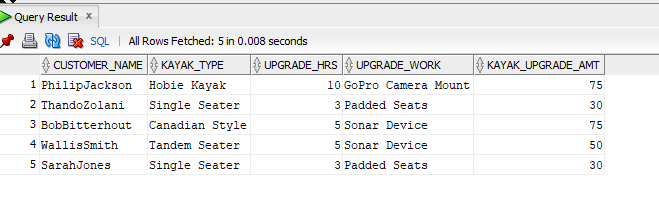 Query Result x
SQL | All Rows Fetched: 5 in 0.008 seconds
CUSTOMER_NAME KAYAK_TYPE UPGRADE_HRS UPGRADE_WORK KAYAK_UPGRADE_AMT
1 PhilipJackson Hobie Kayak 10 GoPro Camera Mount 75
2 ThandoZolani Single Seater 3 Padded Seats 30
3 BobBitterhout Canadian Style 5 Sonar Device 75
4 WallisSmith Tandem Seater 5 Sonar Device 50
5 SarahJones Single Seater 3 Padded Seats 30